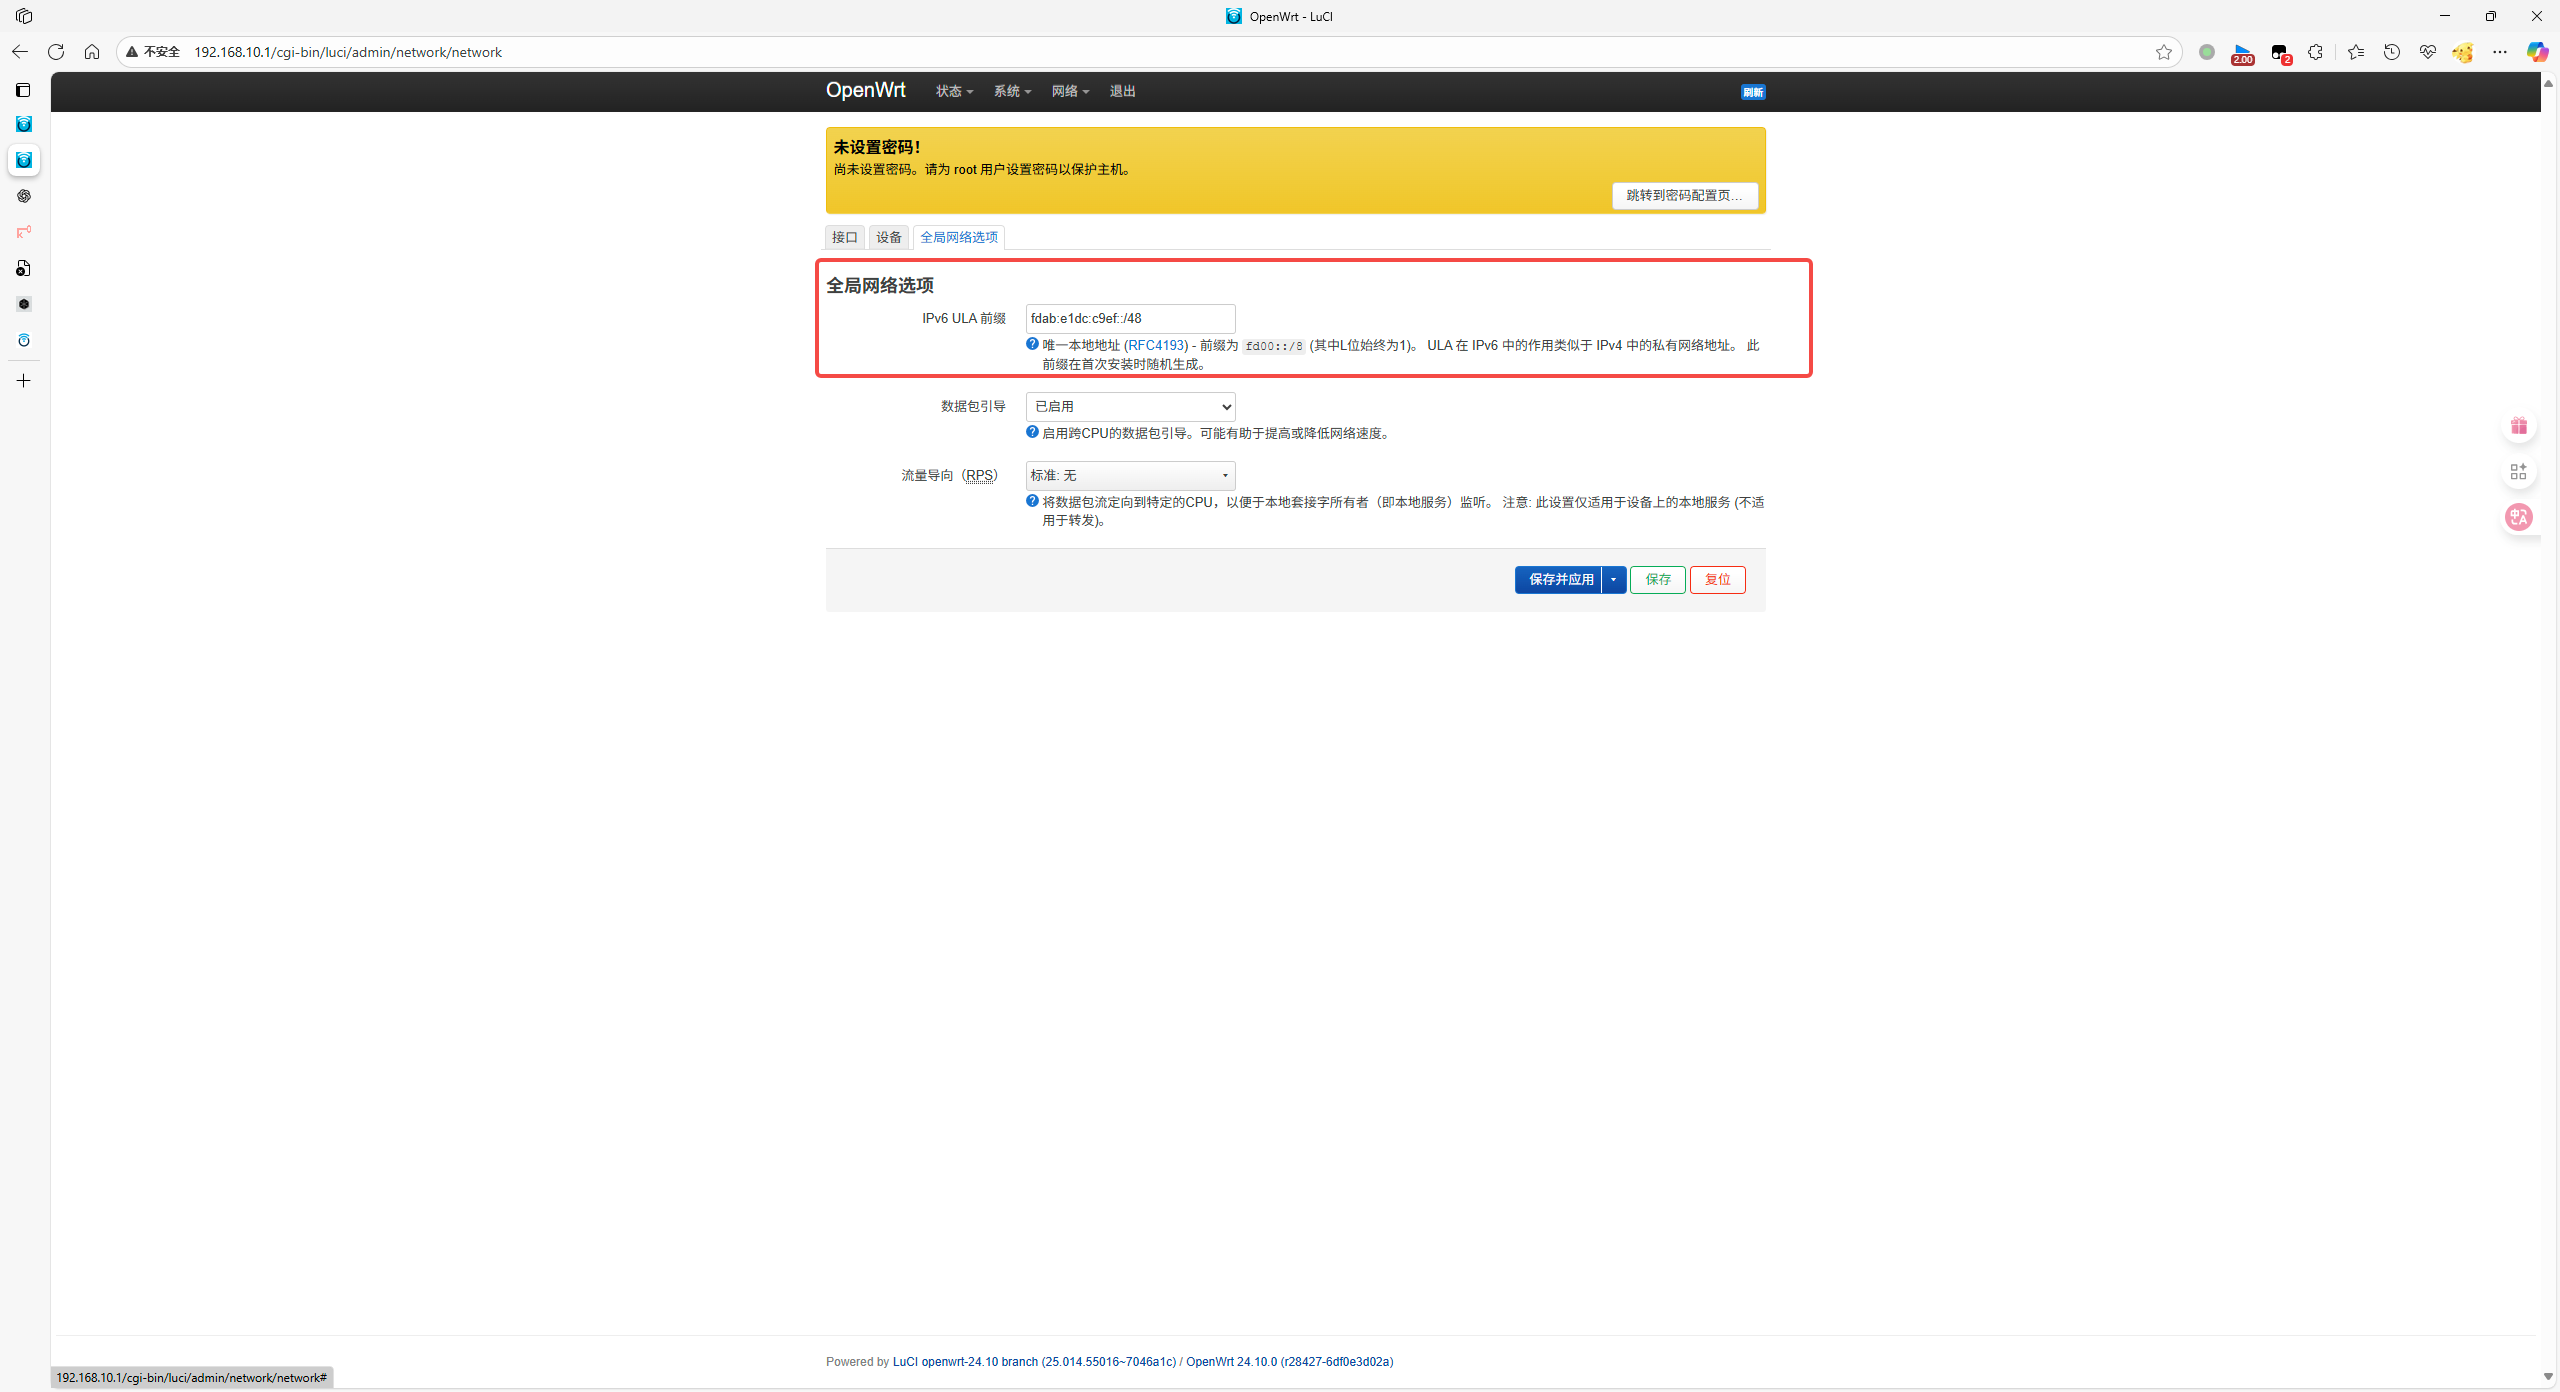 OpenWrt - LuCI
不安全 192.168.10.1/cgi-bin/luci/admin/network/network
2.00
2
OpenWrt 状态 系统 网络 退出 刷新
未设置密码！
尚未设置密码。请为 root 用户设置密码以保护主机。
跳转到密码配置页...
接口 设备 全局网络选项
全局网络选项
IPv6 ULA 前缀 fdab:e1dc:c9ef::/48
唯一本地地址 (RFC4193) - 前缀为 fd00::/8 (其中L位始终为1)。 ULA 在 IPv6 中的作用类似于 IPv4 中的私有网络地址。 此
前缀在首次安装时随机生成。
数据包引导 已启用
启用跨CPU的数据包引导。可能有助于提高或降低网络速度。
流量导向（RPS） 标准: 无
将数据包流定向到特定的CPU，以便于本地套接字所有者（即本地服务）监听。 注意: 此设置仅适用于设备上的本地服务 (不适
用于转发)。
保存并应用 保存 复位
Powered by LuCI openwrt-24.10 branch (25.014.55016~7046a1c) / OpenWrt 24.10.0 (r28427-6df0e3d02a)
192.168.10.1/cgi-bin/luci/admin/network/network#